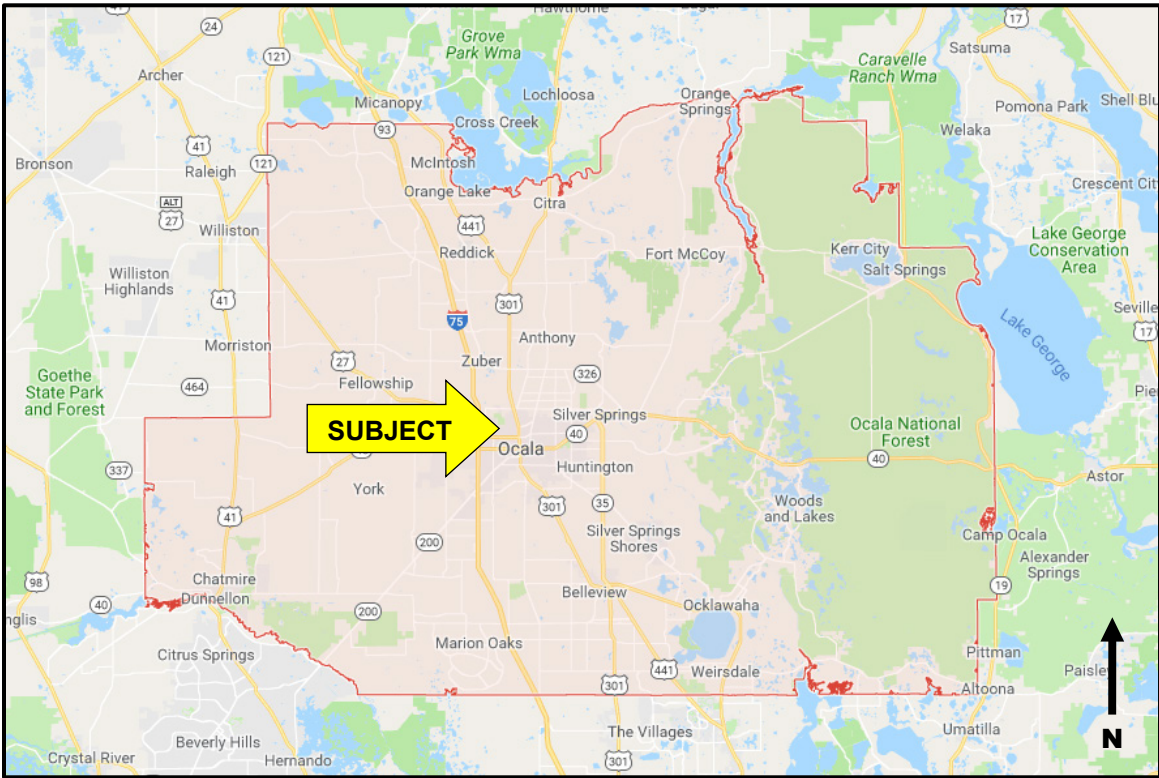 41
Hawthorne
17
24
Grove
Park Wma
Satsuma
121
Caravelle
Ranch Wma
Archer
Lochloosa
Orange
Springs
Pomona Park
Shell Blu
Micanopy
Cross Creek
93
Welaka
41
Bronson
121
McIntosh
Raleigh
Orange Lake
Crescent City
ALT
27
Citra
441
Williston
Lake George
Conservation
Area
Reddick
Fort McCoy
Kerr City
Salt Springs
Williston
Highlands
41
301
Seville
75
17
Lake George
Morriston
Anthony
Zuber
27
Goethe
State Park
and Forest
464
Fellowship
326
Pie
Silver Springs
SUBJECT
Ocala National
Forest
40
Ocala
337
Huntington
40
Astor
York
35
Woods
and Lakes
41
301
Silver Springs
Shores
200
Camp Ocala
Alexander
Springs
98
Chatmire
Dunnellon
19
Belleview
Ocklawaha
40
nglis
200
Marion Oaks
Citrus Springs
Pittman
441
Weirsdale
Paisley
301
Altoona
The Villages
Umatilla
Beverly Hills
N
Crystal River
Hernando
301